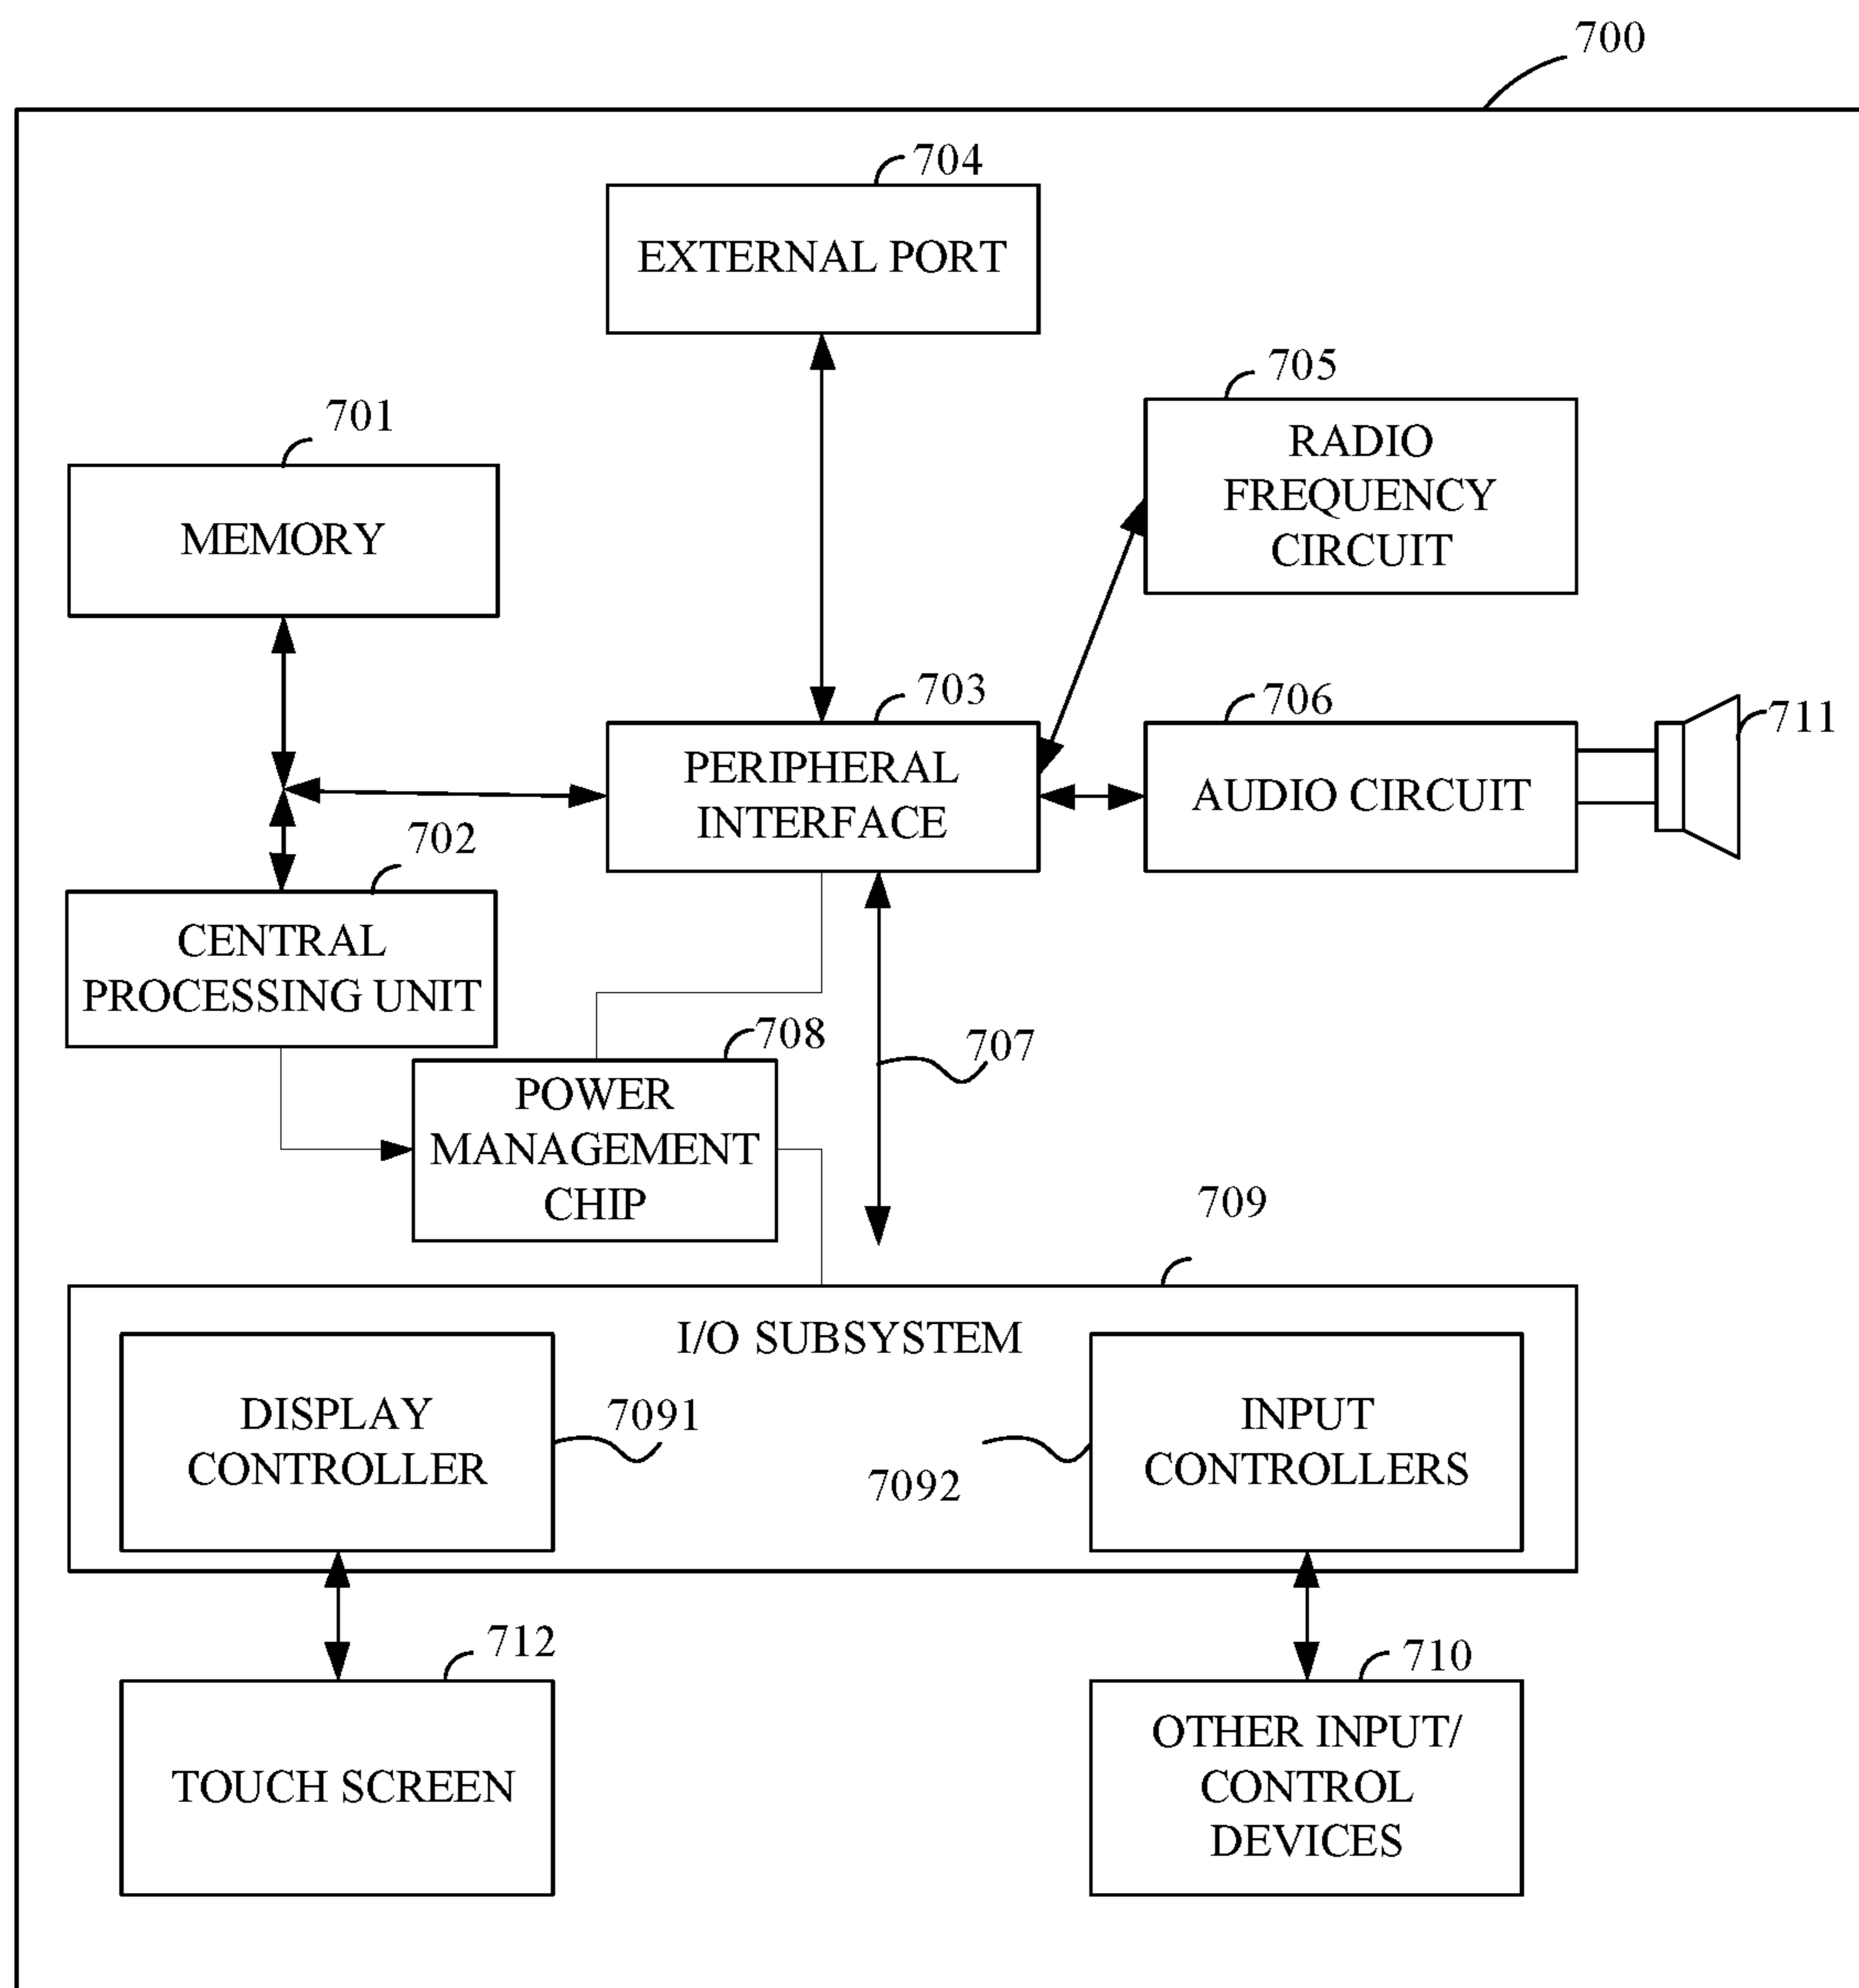 700
704
EXTERNAL PORT
705
RADIO
FREQUENCY
CIRCUIT
701
MEMORY
703
PERIPHERAL
INTERFACE
706
AUDIO CIRCUIT
711
702
CENTRAL
PROCESSING UNIT
708
POWER
MANAGEMENT
CHIP
707
709
I/O SUBSYSTEM
DISPLAY
CONTROLLER
7091
7092
INPUT
CONTROLLERS
712
TOUCH SCREEN
710
OTHER INPUT/
CONTROL
DEVICES